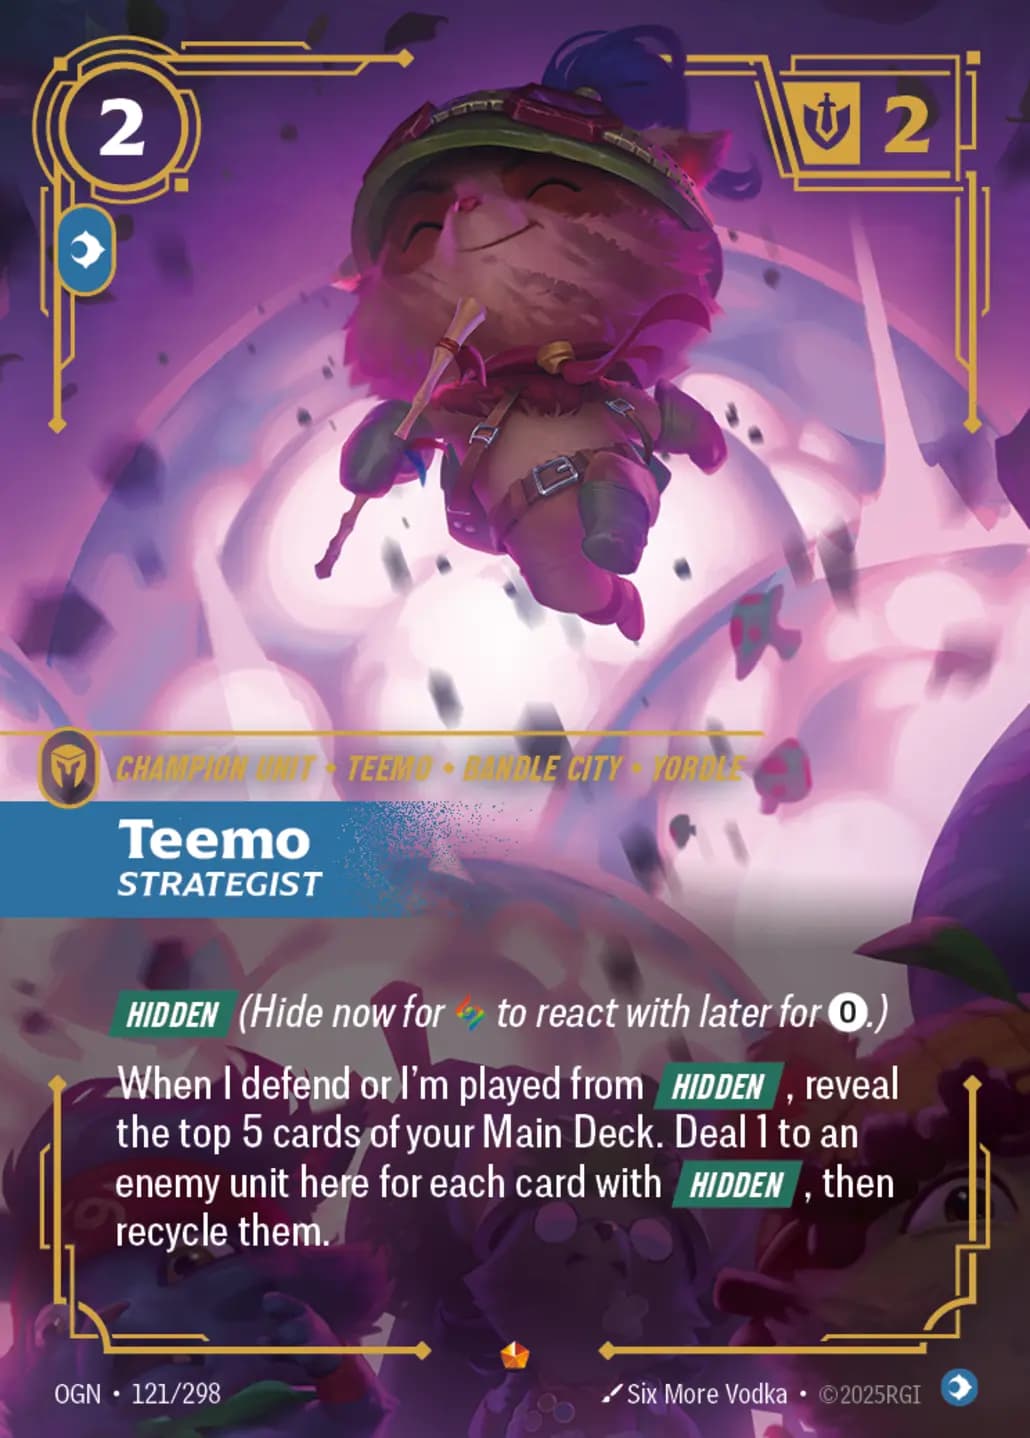 2
2
CHAMPION UNIT • TEEMO • BANDLE CITY • YORDLE
Teemo
STRATEGIST
HIDDEN (Hide now for to react with later for 0.)
When I defend or I'm played from HIDDEN, reveal
the top 5 cards of your Main Deck. Deal 1 to an
enemy unit here for each card with HIDDEN, then
recycle them.
OGN • 121/298
Six More Vodka • ©2025RGI